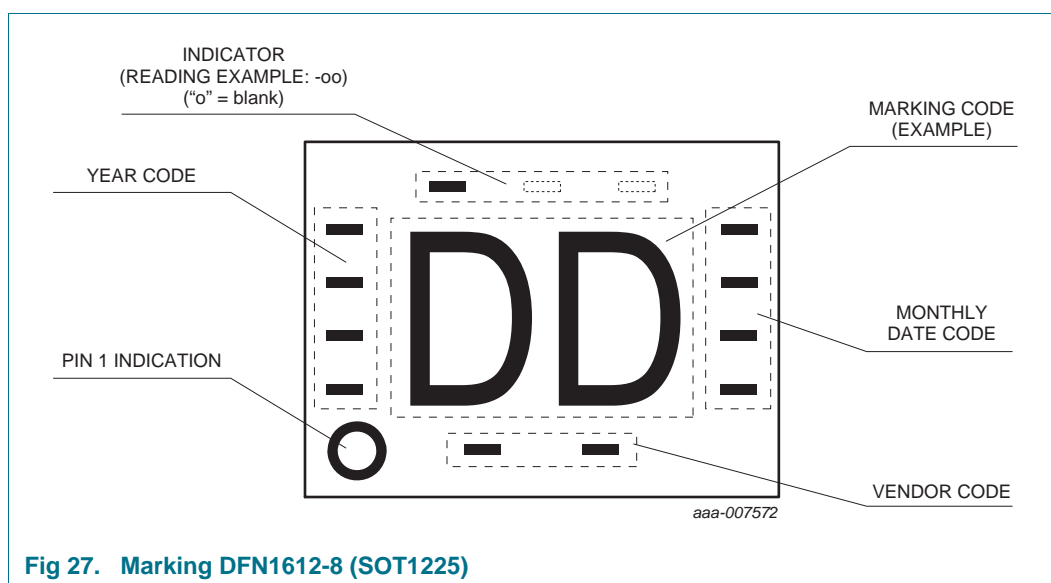 INDICATOR
(READING EXAMPLE: -oo)
("o" = blank)
MARKING CODE
(EXAMPLE)
YEAR CODE
DD
MONTHLY
DATE CODE
PIN 1 INDICATION
VENDOR CODE
aaa-007572
Fig 27. Marking DFN1612-8 (SOT1225)